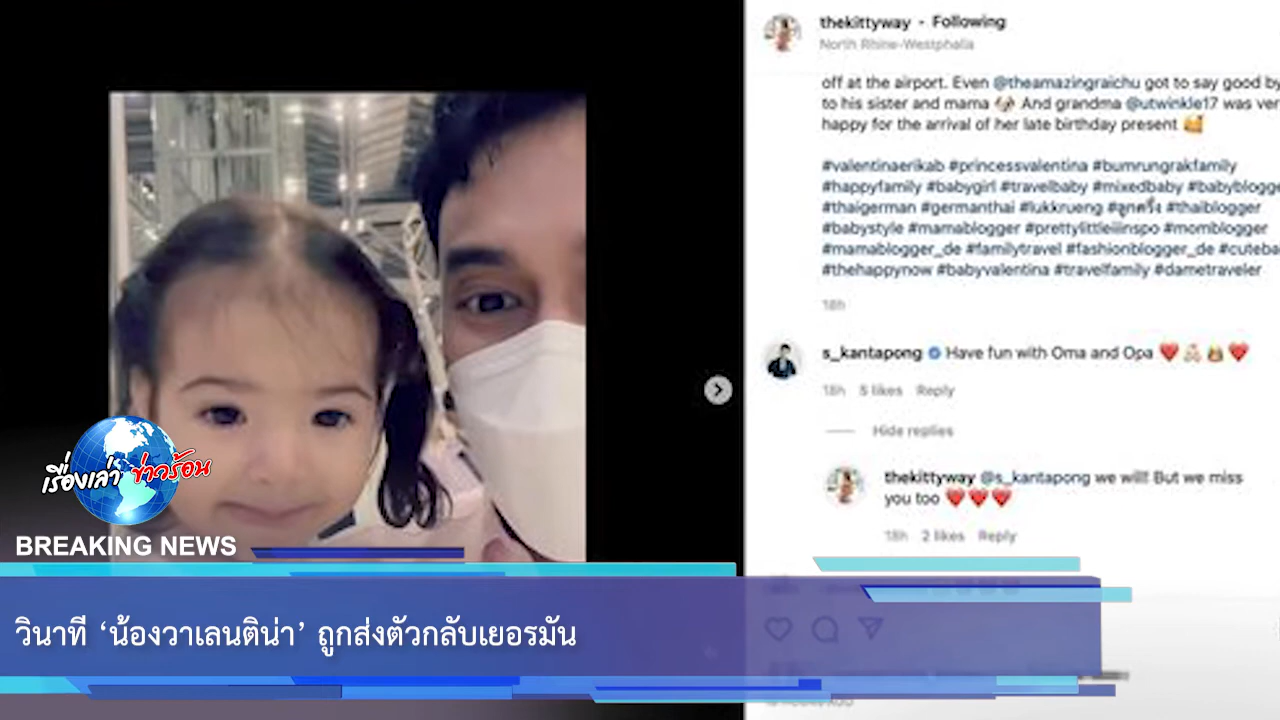 thekittyway • Following
North Rhine-Westphalia
off at the airport. Even @theamazingraichu got to say good by
to his sister and mama 🐶 And grandma @utwinkle17 was ver
happy for the arrival of her late birthday present 🥰
#valentinaerikab #princessvalentina #bumrungrakfamily
#happyfamily #babygirl #travelbaby #mixedbaby #babyblogge
#thaigerman #germanthai #lukkrueng #ลูกครึ่ง #thaiblogger
#babystyle #mamablogger #prettylittleiiinspo #momblogger
#mamablogger_de #familytravel #fashionblogger_de #cuteba
#thehappynow #babyvalentina #travelfamily #dametraveler
18h
s_kantapong Have fun with Oma and Opa
18h 5 likes Reply
Hide replies
thekittyway @s_kantapong we will! But we miss
you too ❤️❤️❤️
18h 2 likes Reply
เรื่องเล่า ข่าวร้อน
BREAKING NEWS
วินาที ‘น้องวาเลนติน่า’ ถูกส่งตัวกลับเยอรมัน